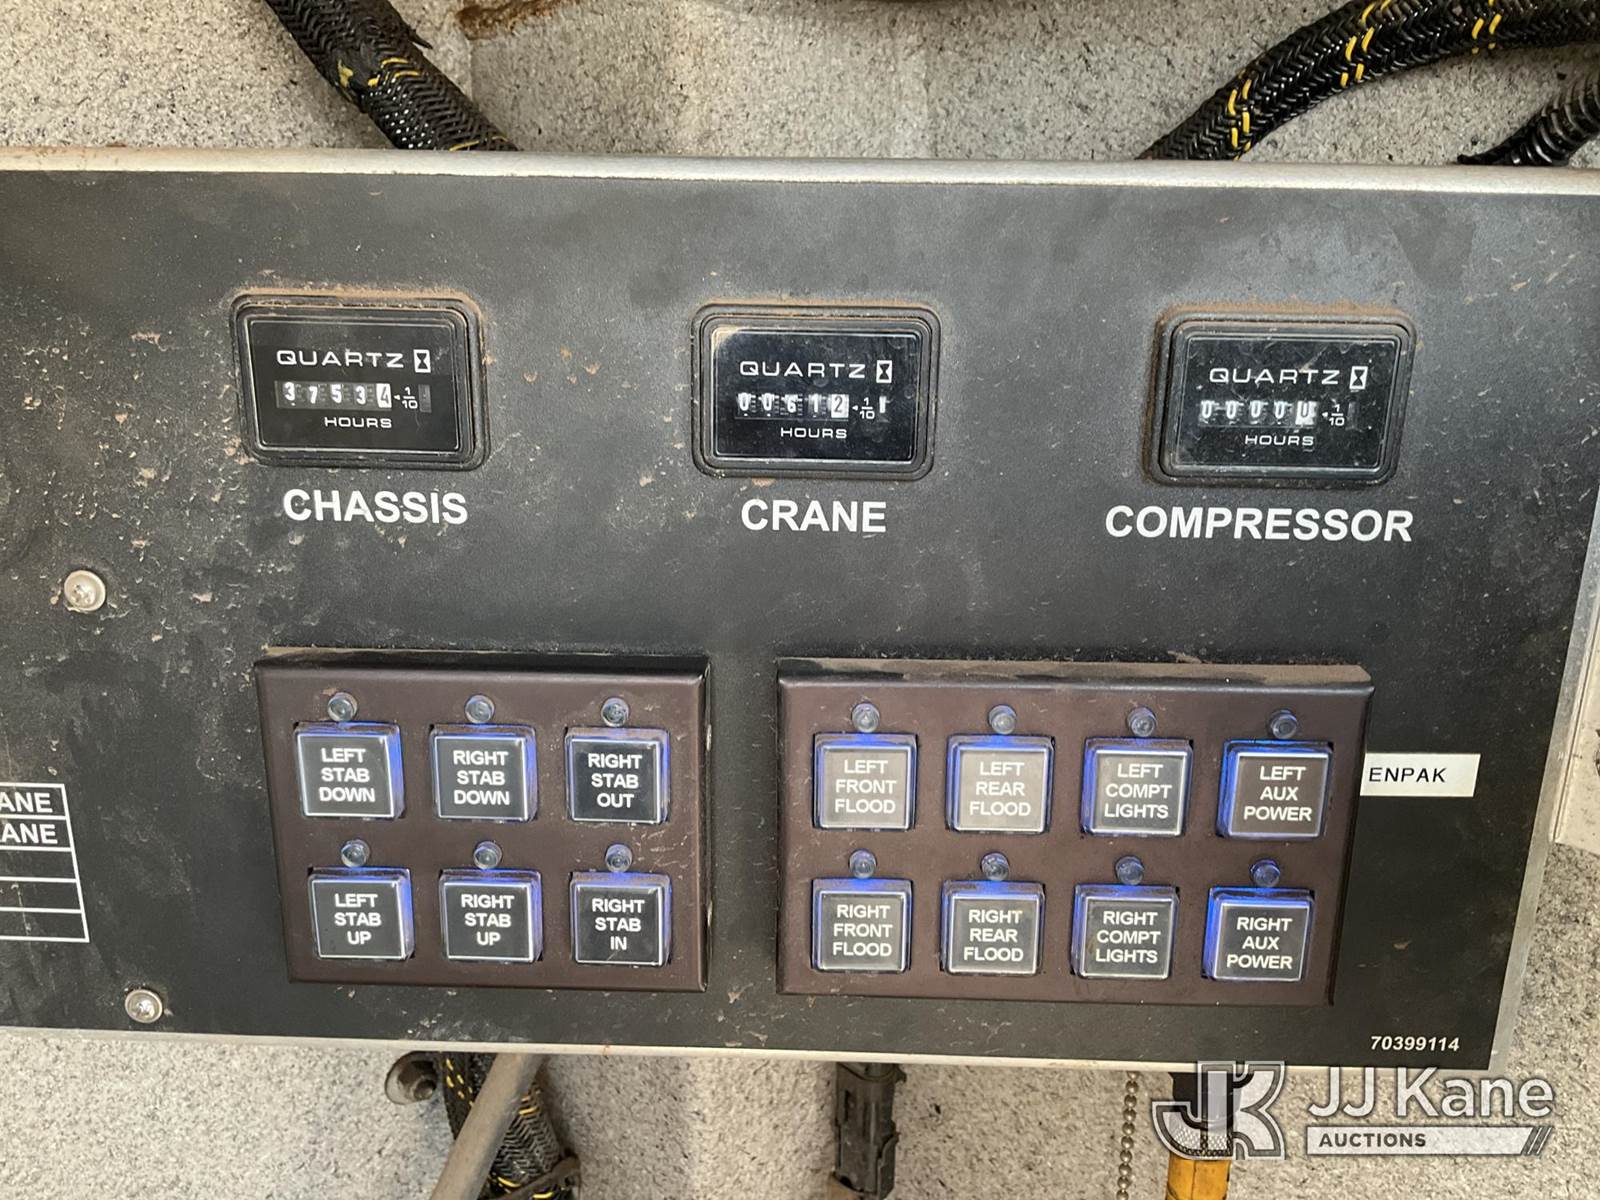 QUARTZ
37534 1/10
HOURS
CHASSIS
QUARTZ
00612 1/10
HOURS
CRANE
QUARTZ
00000 1/10
HOURS
COMPRESSOR
ANE
ANE
LEFT
STAB
DOWN
RIGHT
STAB
DOWN
RIGHT
STAB
OUT
LEFT
STAB
UP
RIGHT
STAB
UP
RIGHT
STAB
IN
LEFT
FRONT
FLOOD
LEFT
REAR
FLOOD
LEFT
COMPT
LIGHTS
LEFT
AUX
POWER
RIGHT
FRONT
FLOOD
RIGHT
REAR
FLOOD
RIGHT
COMPT
LIGHTS
RIGHT
AUX
POWER
ENPAK
70399114
JK
JJ Kane
AUCTIONS